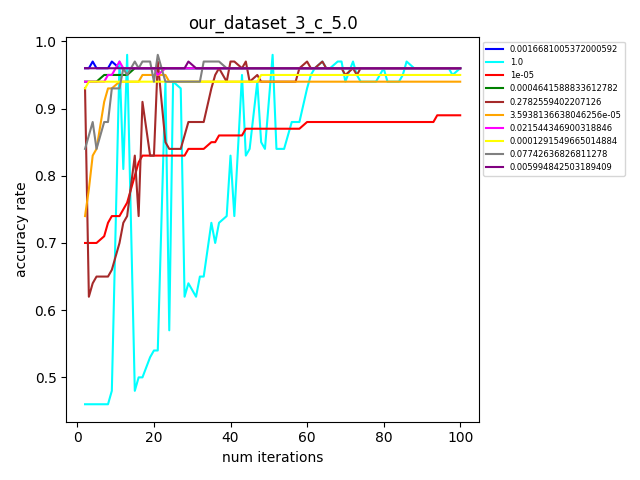 our_dataset_3_c_5.0
1.0
0.9
0.8
0.7
0.6
0.5
accuracy rate
0 20 40 60 80 100
num iterations
0.0016681005372000592
1.0
1e-05
0.0004641588833612782
0.2782559402207126
3.5938136638046256e-05
0.021544346900318846
0.0001291549665014884
0.07742636826811278
0.005994842503189409